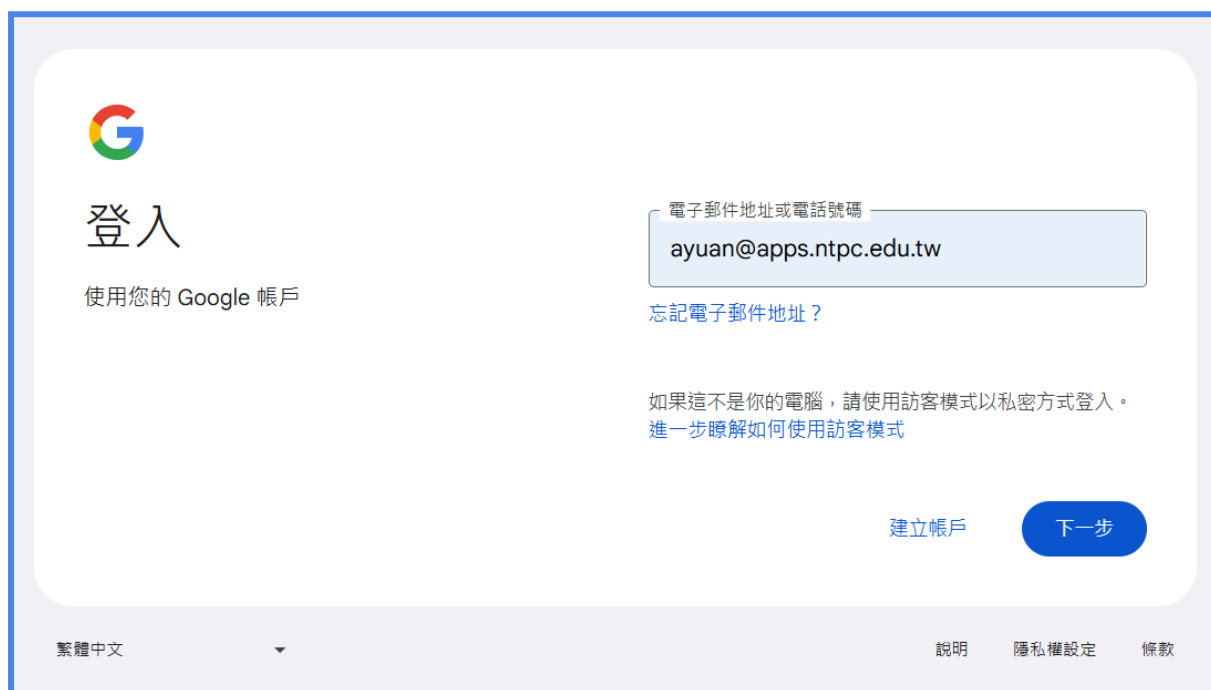 登入
使用您的 Google 帳戶
電子郵件地址或電話號碼
ayuan@apps.ntpc.edu.tw
忘記電子郵件地址？
如果這不是你的電腦，請使用訪客模式以私密方式登入。
進一步瞭解如何使用訪客模式
建立帳戶
下一步
繁體中文
說明
隱私權設定
條款